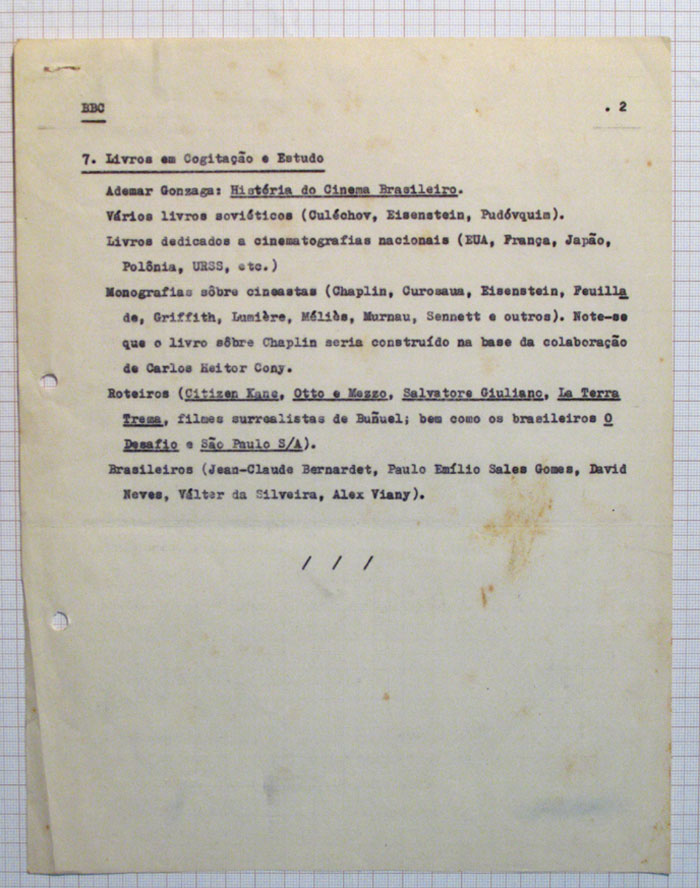 BBC . 2
7. Livros em Cogitação e Estudo
Ademar Gonzaga: História do Cinema Brasileiro.
Vários livros soviéticos (Culéchov, Eisenstein, Pudóvquim).
Livros dedicados a cinematografias nacionais (EUA, França, Japão,
Polônia, URSS, etc.)
Monografias sôbre cineastas (Chaplin, Curosaua, Eisenstein, Feuilla
de, Griffith, Lumière, Méliès, Murnau, Sennett e outros). Note-se
que o livro sôbre Chaplin seria construído na base da colaboração
de Carlos Heitor Cony.
Roteiros (Citizen Kane, Otto e Mezzo, Salvatore Giuliano, La Terra
Trema, filmes surrealistas de Buñuel; bem como os brasileiros O
Desafio e São Paulo S/A).
Brasileiros (Jean-Claude Bernardet, Paulo Emílio Sales Gomes, David
Neves, Válter da Silveira, Alex Viany).
/ / /